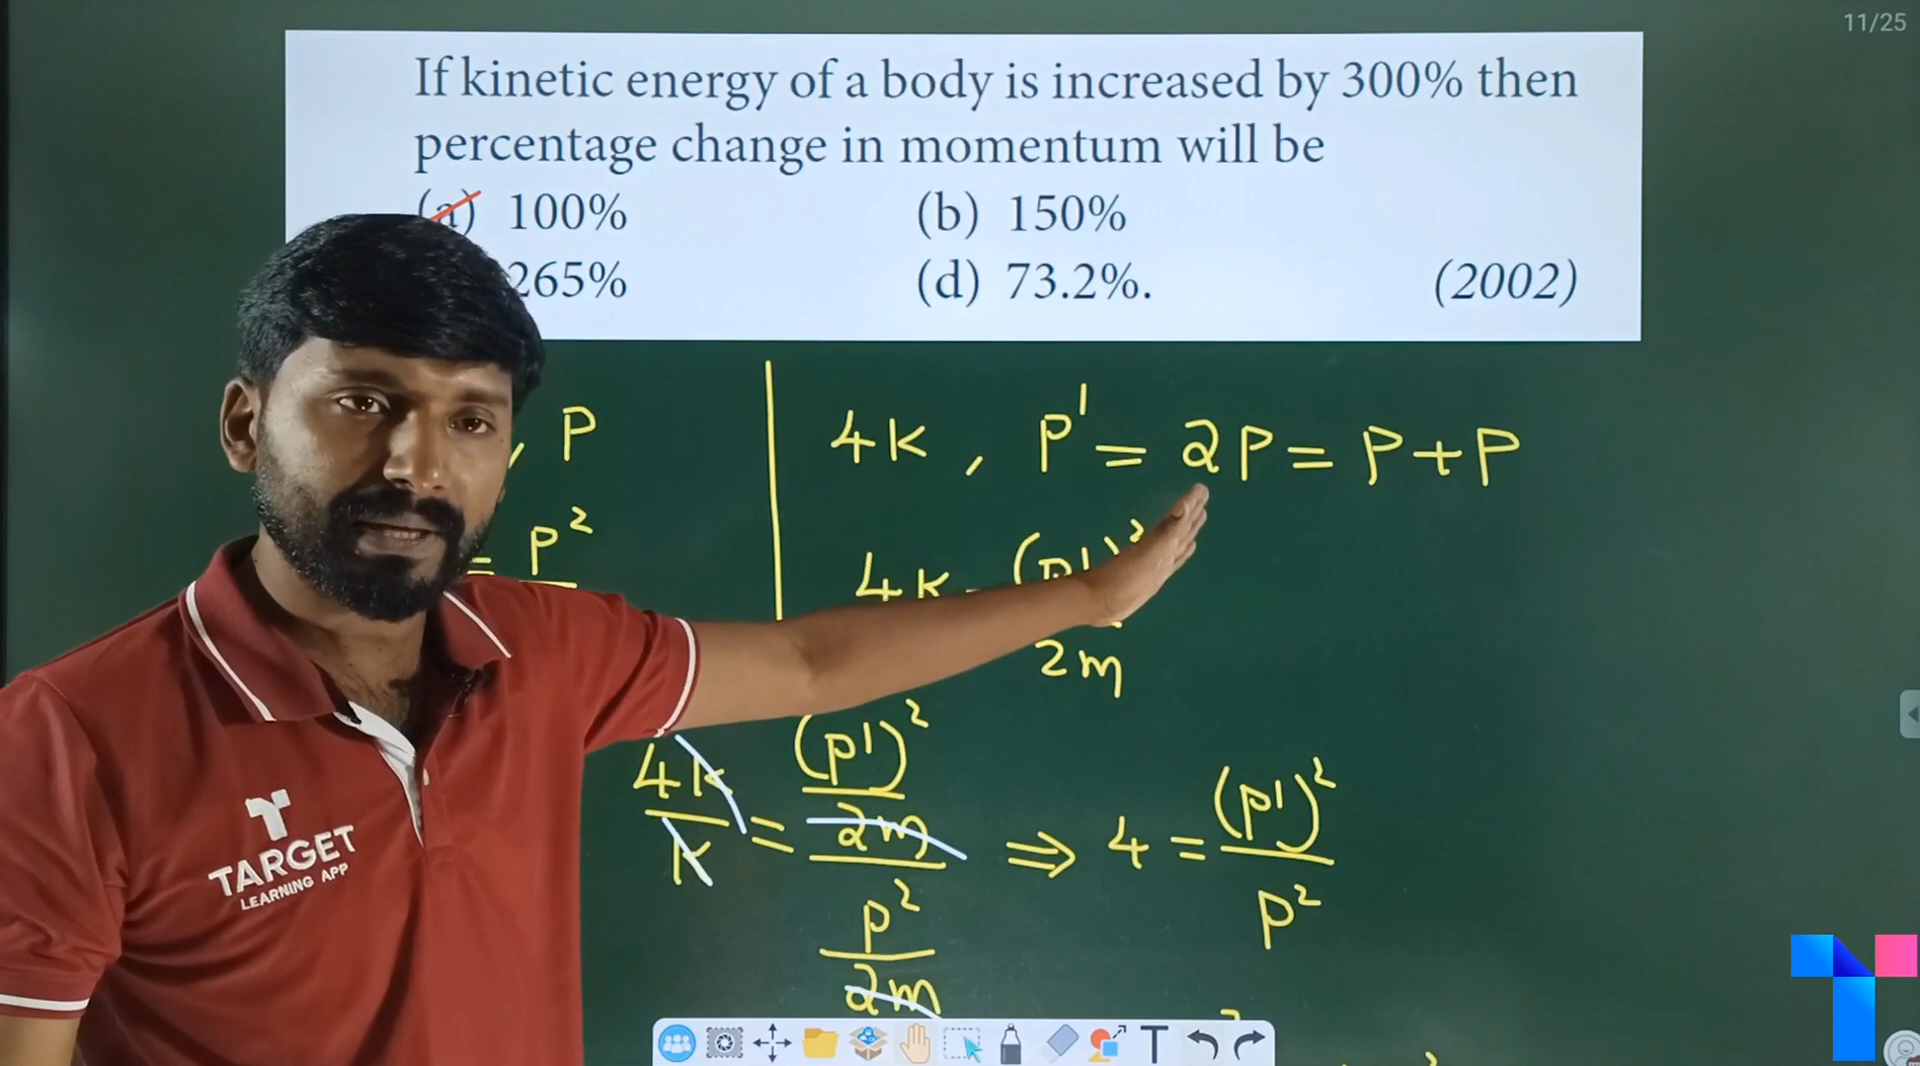 11/25
If kinetic energy of a body is increased by 300% then
percentage change in momentum will be
(a) 100% (b) 150%
265% (d) 73.2%. (2002)
, P
4K , P' = 2P = P + P
= P²
4K = (P')²
2m
4K/K = (P')²/2m / P²/2m ⇒ 4 = (P')²/P²
TARGET
LEARNING APP
T